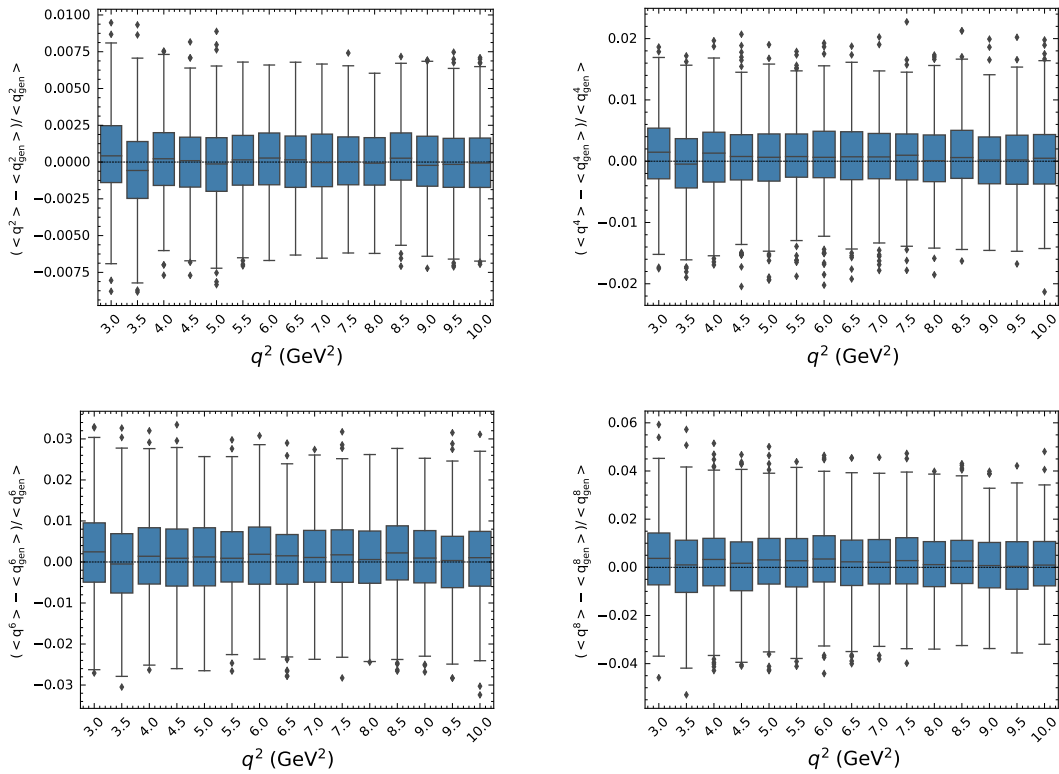 (<q²>−<q²gen>)/<q²gen>
0.0100
0.0075
0.0050
0.0025
0.0000
−0.0025
−0.0050
−0.0075
3.0 3.5 4.0 4.5 5.0 5.5 6.0 6.5 7.0 7.5 8.0 8.5 9.0 9.5 10.0
q² (GeV²)
(<q⁴>−<q⁴gen>)/<q⁴gen>
0.02
0.01
0.00
−0.01
−0.02
3.0 3.5 4.0 4.5 5.0 5.5 6.0 6.5 7.0 7.5 8.0 8.5 9.0 9.5 10.0
q² (GeV²)
(<q⁶>−<q⁶gen>)/<q⁶gen>
0.03
0.02
0.01
0.00
−0.01
−0.02
−0.03
3.0 3.5 4.0 4.5 5.0 5.5 6.0 6.5 7.0 7.5 8.0 8.5 9.0 9.5 10.0
q² (GeV²)
(<q⁸>−<q⁸gen>)/<q⁸gen>
0.06
0.04
0.02
0.00
−0.02
−0.04
3.0 3.5 4.0 4.5 5.0 5.5 6.0 6.5 7.0 7.5 8.0 8.5 9.0 9.5 10.0
q² (GeV²)